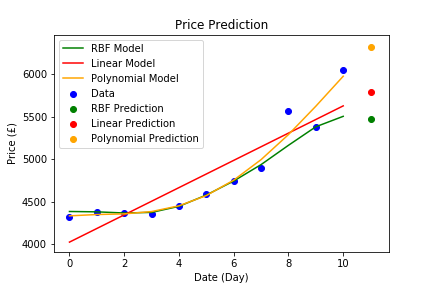 Price Prediction
RBF Model
Linear Model
Polynomial Model
Data
RBF Prediction
Linear Prediction
Polynomial Prediction
6000
5500
5000
4500
4000
Price (£)
0 2 4 6 8 10
Date (Day)